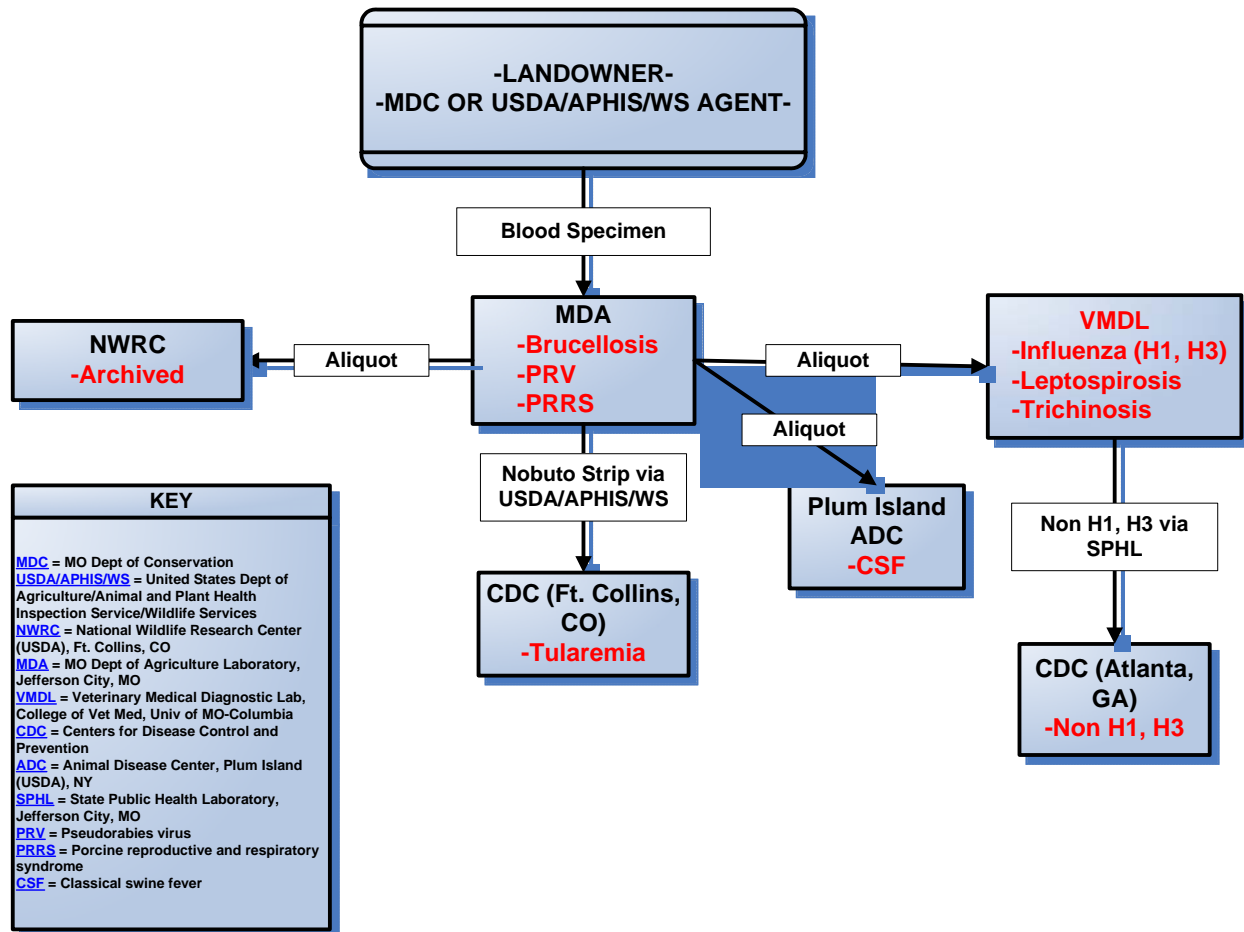 -LANDOWNER-
-MDC OR USDA/APHIS/WS AGENT-
Blood Specimen
MDA
-Brucellosis
-PRV
-PRRS
NWRC
-Archived
Aliquot
Aliquot
Aliquot
VMDL
-Influenza (H1, H3)
-Leptospirosis
-Trichinosis
Nobuto Strip via
USDA/APHIS/WS
Plum Island
ADC
-CSF
Non H1, H3 via
SPHL
CDC (Ft. Collins,
CO)
-Tularemia
CDC (Atlanta,
GA)
-Non H1, H3
KEY
MDC = MO Dept of Conservation
USDA/APHIS/WS = United States Dept of
Agriculture/Animal and Plant Health
Inspection Service/Wildlife Services
NWRC = National Wildlife Research Center
(USDA), Ft. Collins, CO
MDA = MO Dept of Agriculture Laboratory,
Jefferson City, MO
VMDL = Veterinary Medical Diagnostic Lab,
College of Vet Med, Univ of MO-Columbia
CDC = Centers for Disease Control and
Prevention
ADC = Animal Disease Center, Plum Island
(USDA), NY
SPHL = State Public Health Laboratory,
Jefferson City, MO
PRV = Pseudorabies virus
PRRS = Porcine reproductive and respiratory
syndrome
CSF = Classical swine fever